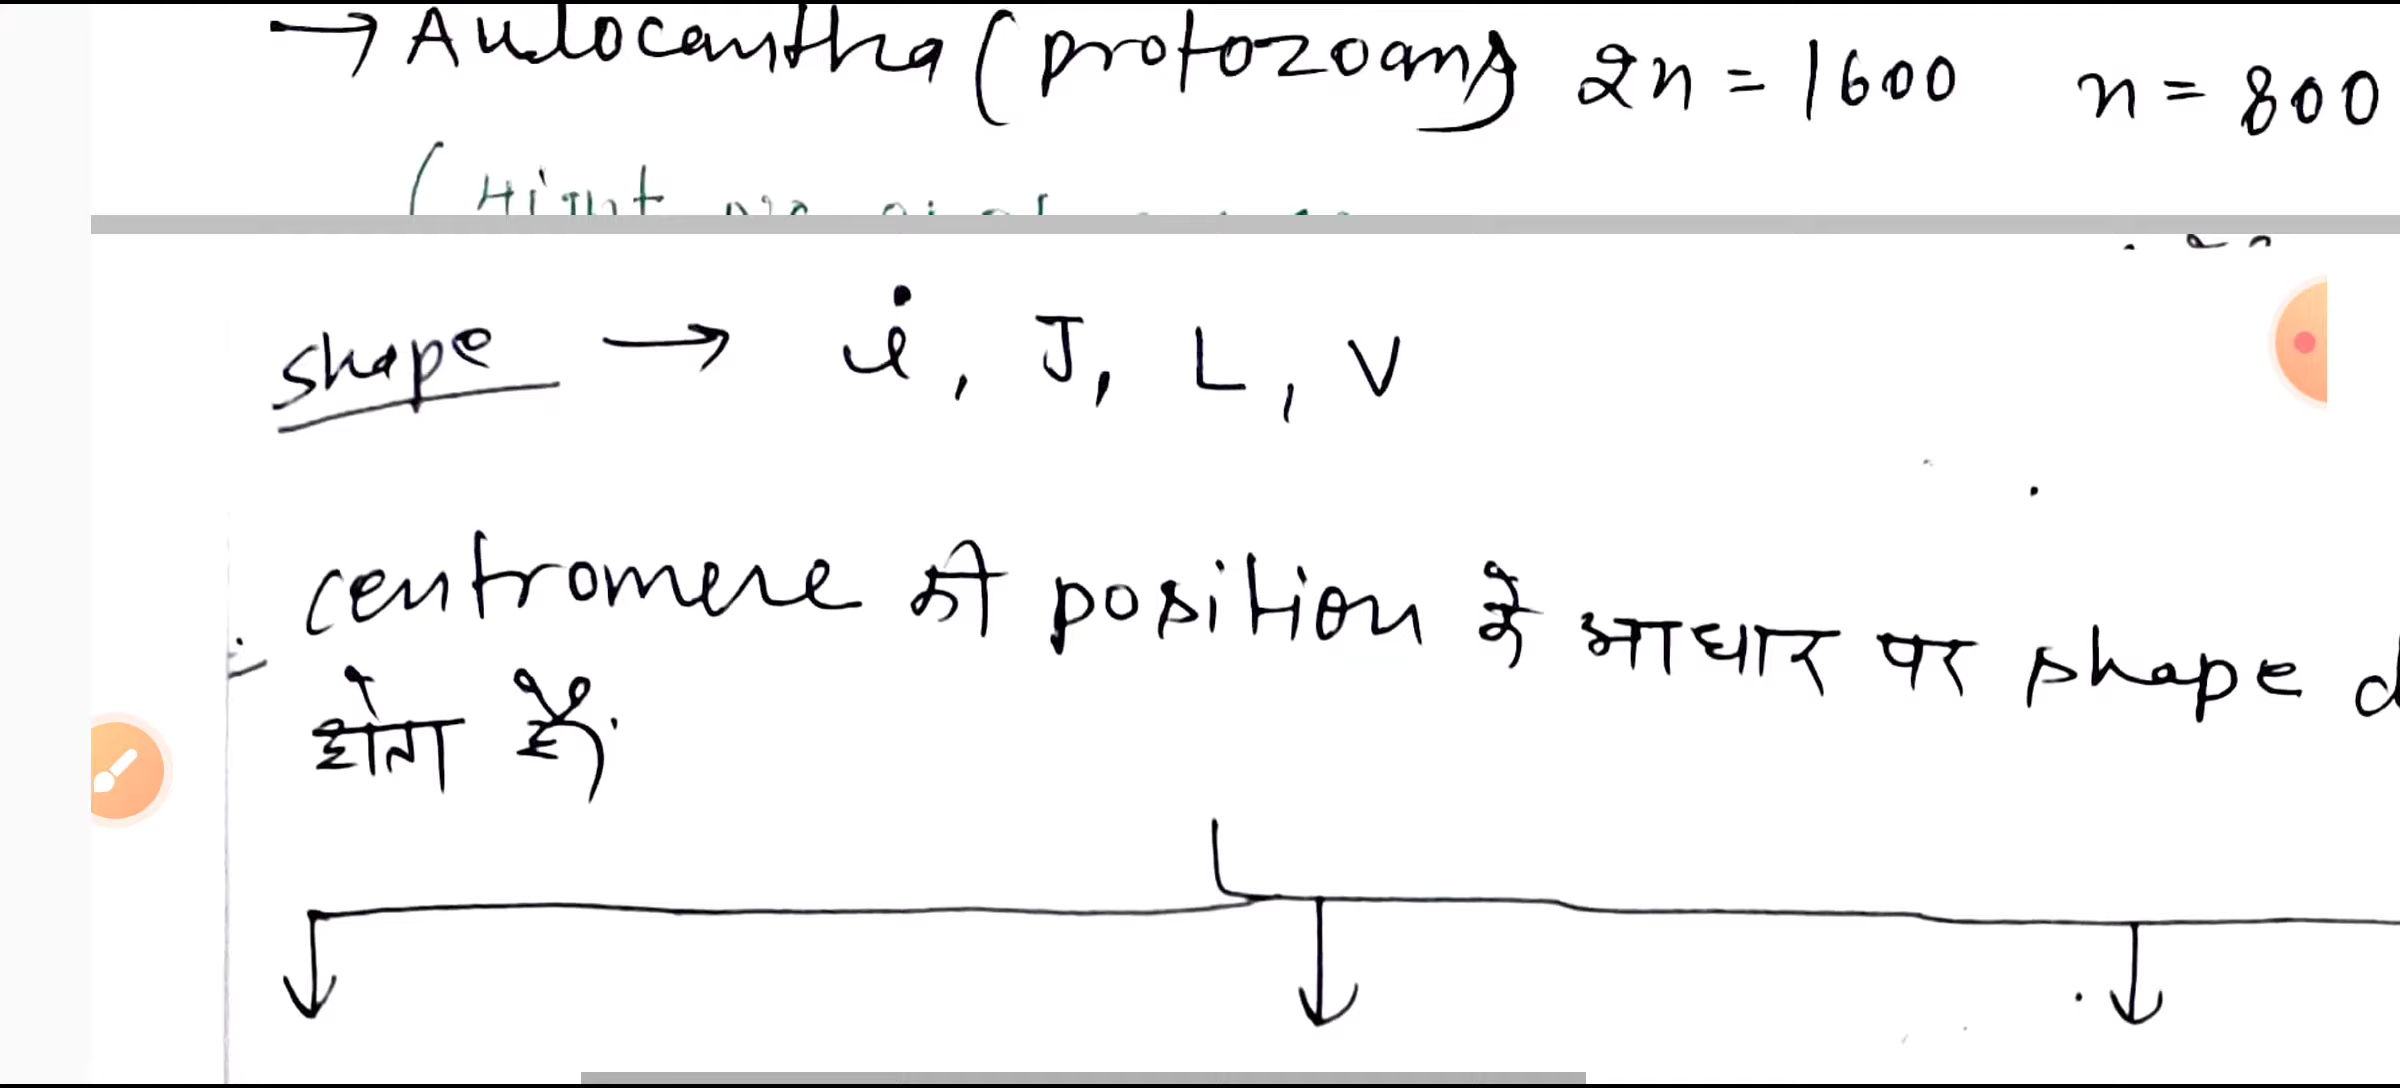 → Aulocantha (protozoans) 2n = 1600 n = 800
shape → i, J, L, V
centromere की position के आधार पर shape
होता है।